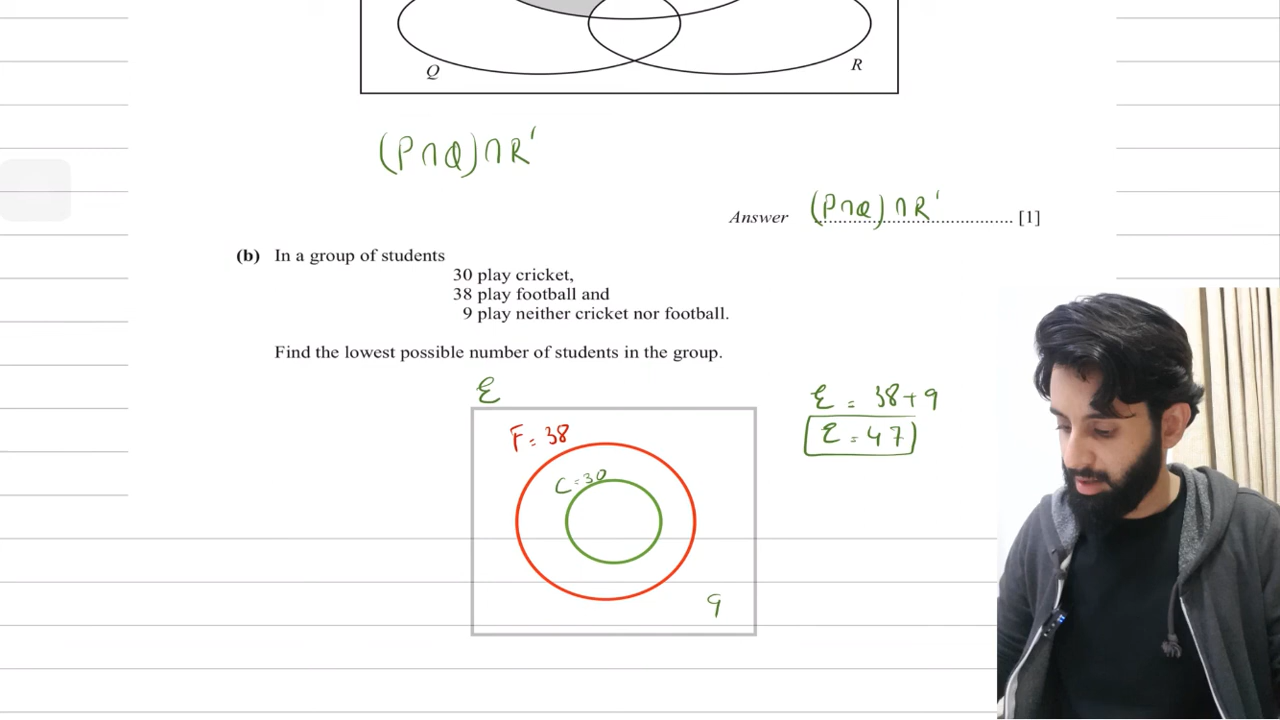 Q
R
(P∩Q)∩R'
Answer (P∩Q)∩R' [1]
(b) In a group of students
30 play cricket,
38 play football and
9 play neither cricket nor football.
Find the lowest possible number of students in the group.
ℰ
ℰ = 38+9
F = 38
ℰ = 47
C = 30
9